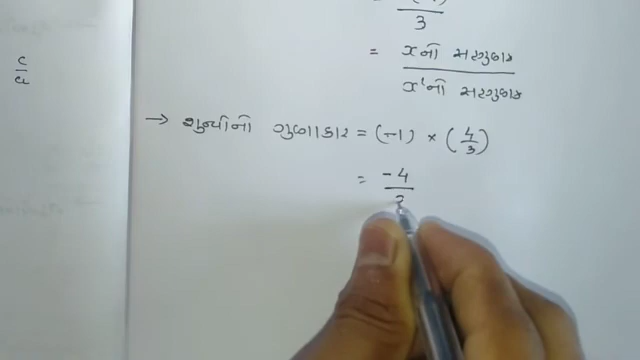 3
= xનો સહગુણક
x²નો સહગુણક
c
a
→ શૂન્યોનો ગુણાકાર = (-1) × (4/3)
= -4/3